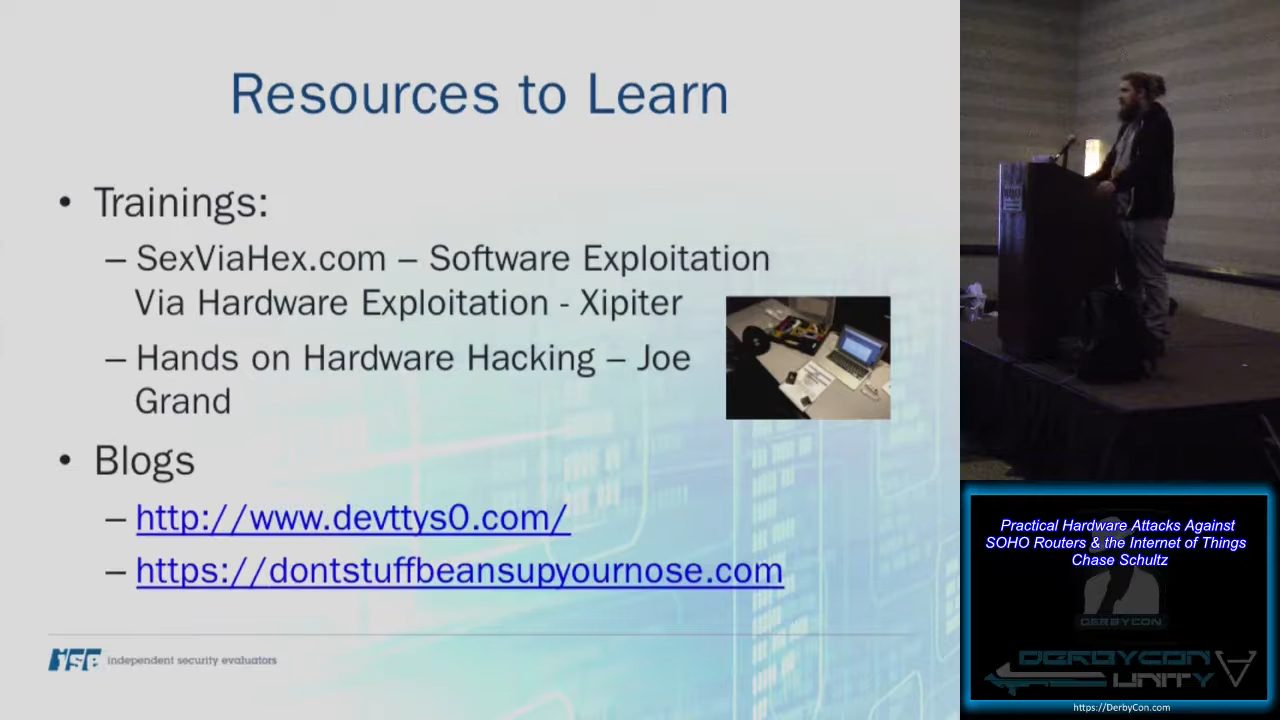 Resources to Learn
• Trainings:
– SexViaHex.com – Software Exploitation
Via Hardware Exploitation - Xipiter
– Hands on Hardware Hacking – Joe
Grand
• Blogs
– http://www.devttys0.com/
– https://dontstuffbeansupyournose.com
ise independent security evaluators
Practical Hardware Attacks Against
SOHO Routers & the Internet of Things
Chase Schultz
DERBYCON
DERBYCON
UNITY
https://DerbyCon.com